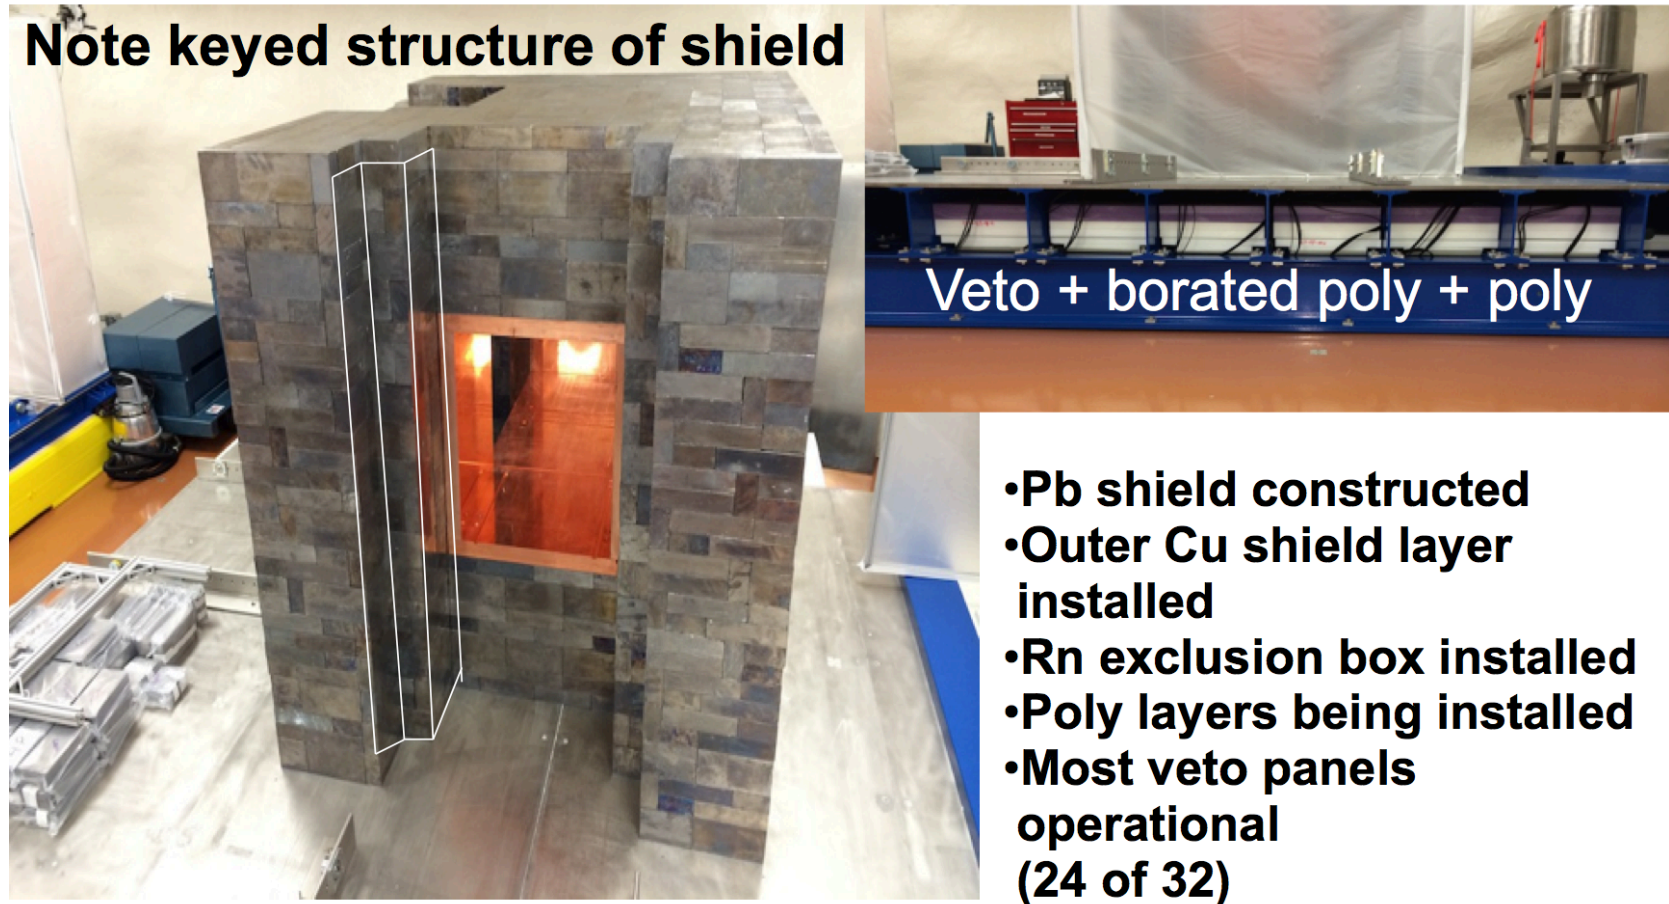 Note keyed structure of shield
Veto + borated poly + poly
•Pb shield constructed
•Outer Cu shield layer
installed
•Rn exclusion box installed
•Poly layers being installed
•Most veto panels
operational
(24 of 32)